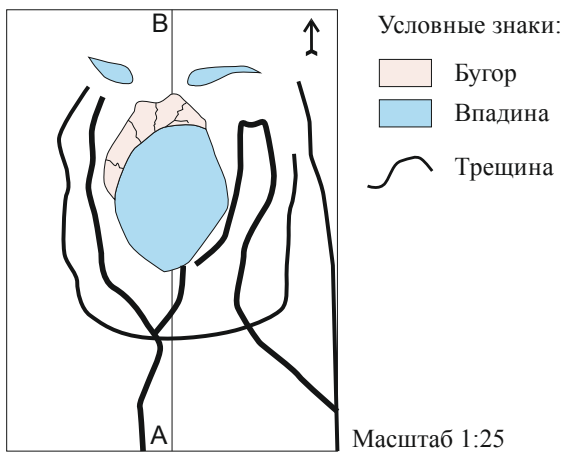 B
Условные знаки:
Бугор
Впадина
Трещина
A
Масштаб 1:25